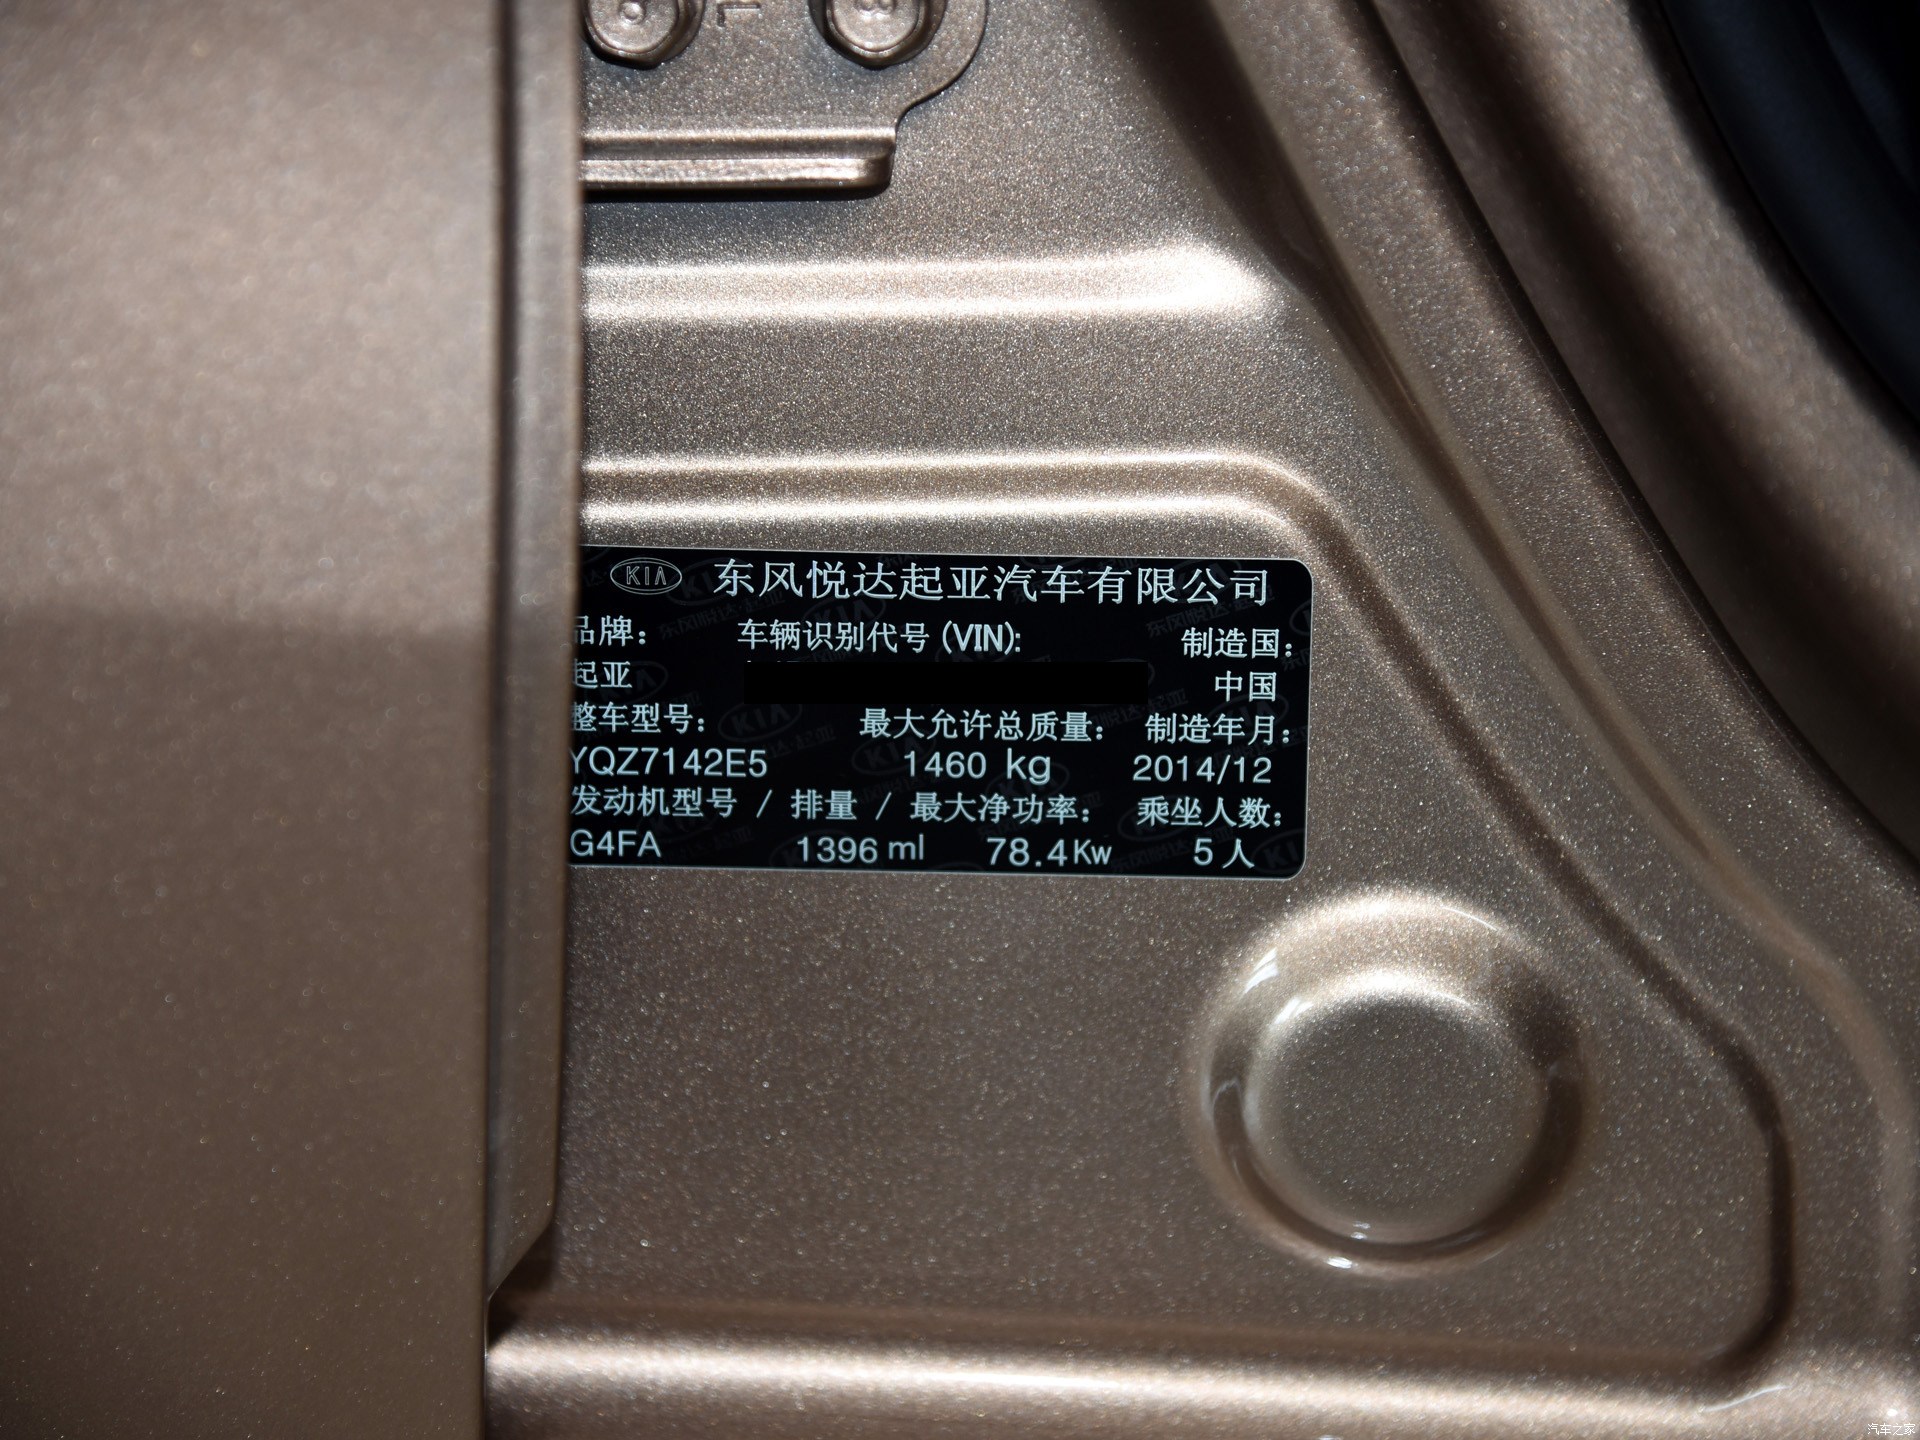 KIA 东风悦达起亚汽车有限公司
品牌： 车辆识别代号 (VIN): 制造国：
起亚 中国
整车型号： 最大允许总质量： 制造年月：
YQZ7142E5 1460 kg 2014/12
发动机型号 / 排量 / 最大净功率： 乘坐人数：
G4FA 1396 ml 78.4Kw 5人
汽车之家